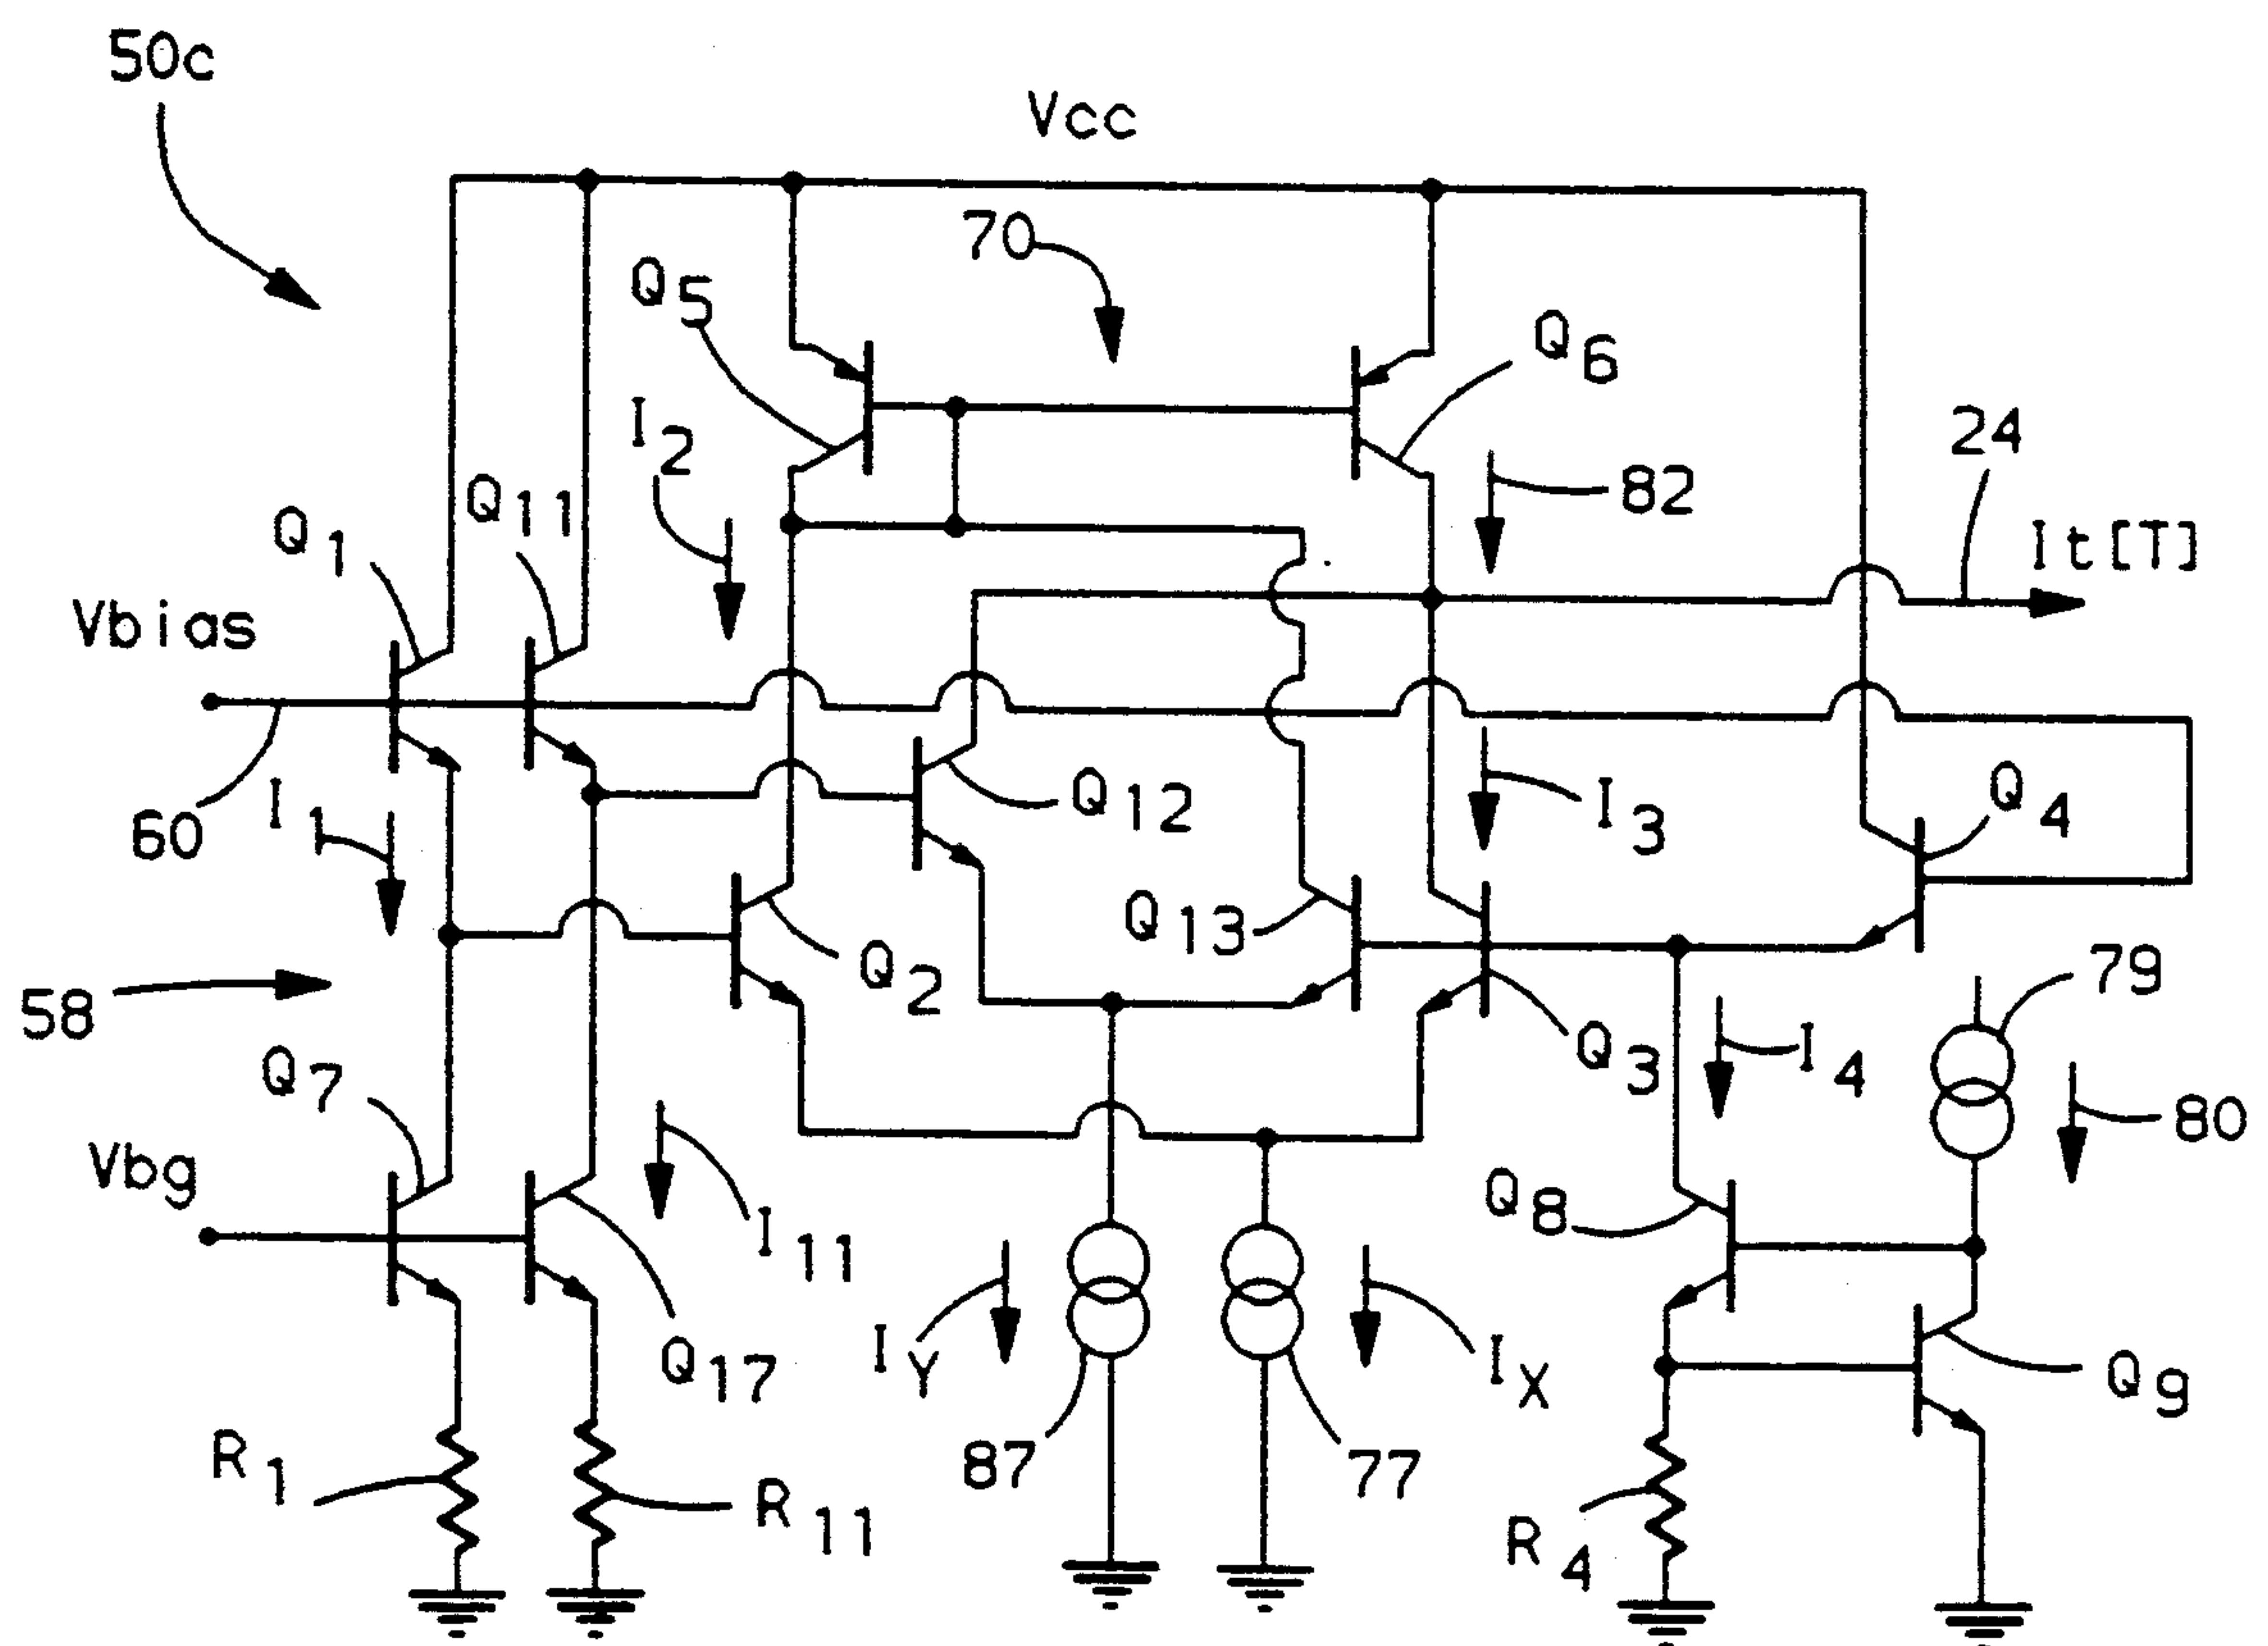 50c
Vcc
70
Q5
Q6
I2
24
82
Q1
Q11
It[T]
Vbias
60
I1
Q12
I3
Q4
Q13
Q2
58
79
Q3
I4
80
Q7
Vbg
Q8
I11
IY
IX
Q17
Q9
R1
87
77
R11
R4